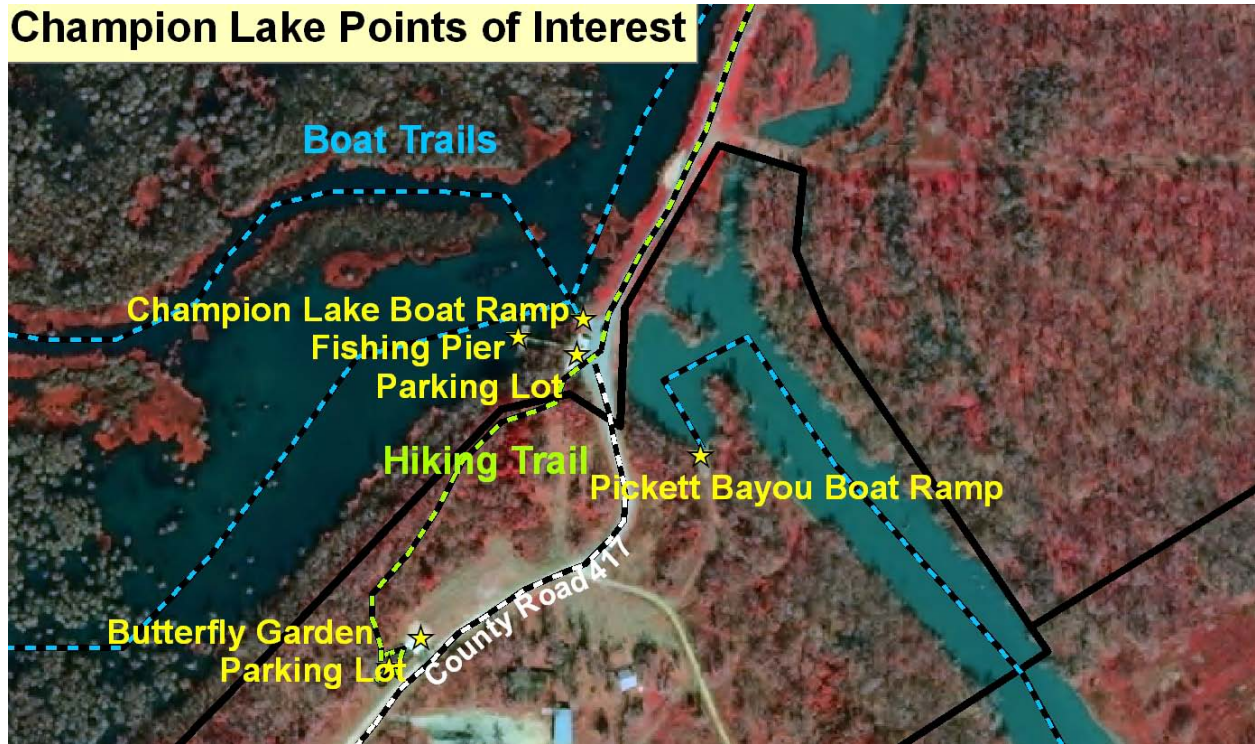 Champion Lake Points of Interest
Boat Trails
Champion Lake Boat Ramp
Fishing Pier
Parking Lot
Hiking Trail
Pickett Bayou Boat Ramp
County Road 417
Butterfly Garden
Parking Lot